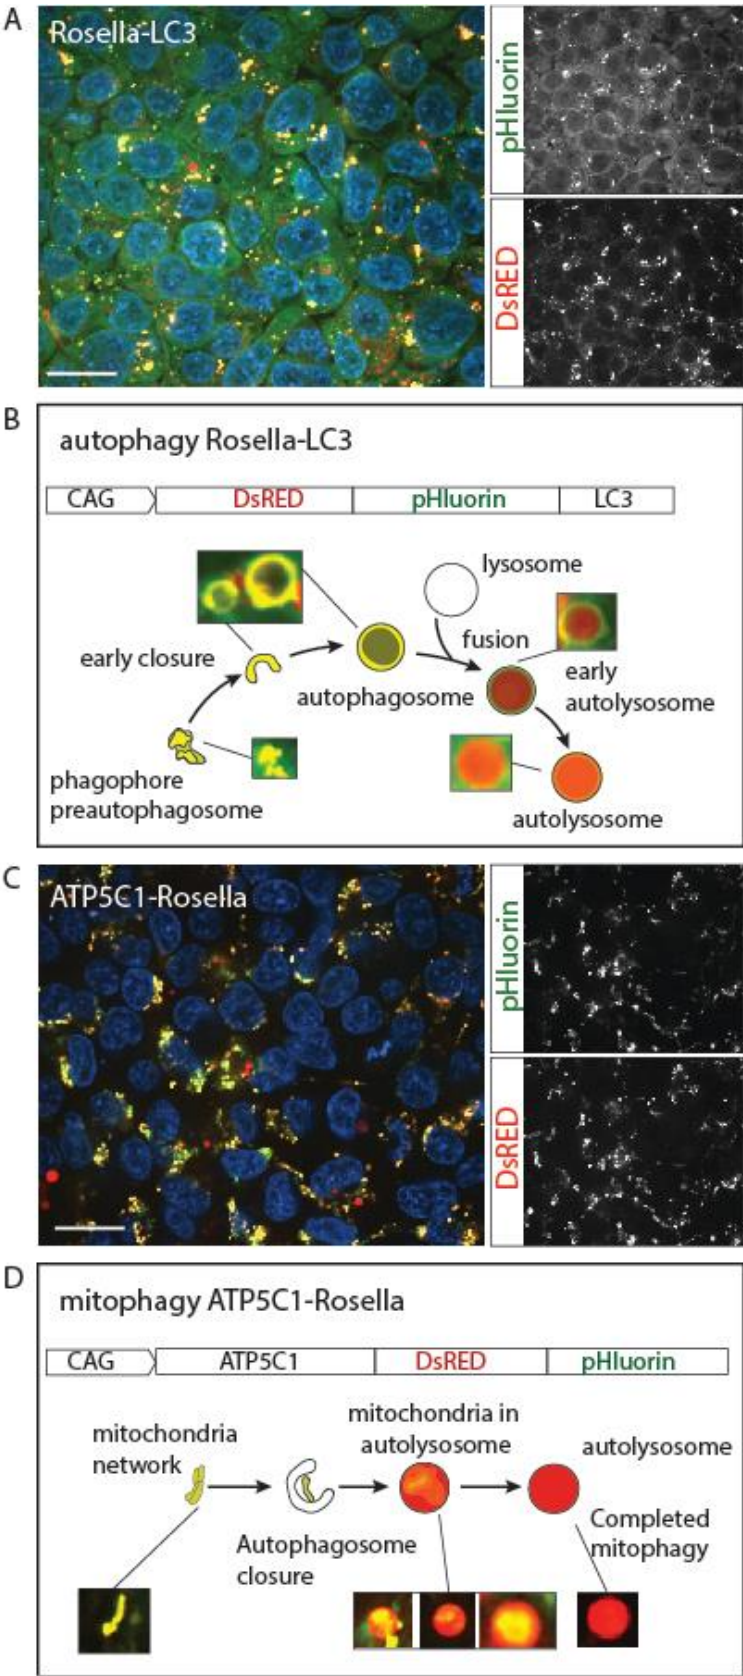 A
Rosella-LC3
pHluorin
DsRED
B
autophagy Rosella-LC3
CAG
DsRED
pHluorin
LC3
lysosome
early closure
fusion
autophagosome
early
autolysosome
phagophore
preautophagosome
autolysosome
C
ATP5C1-Rosella
pHluorin
DsRED
D
mitophagy ATP5C1-Rosella
CAG
ATP5C1
DsRED
pHluorin
mitochondria
network
mitochondria in
autolysosome
autolysosome
Autophagosome
closure
Completed
mitophagy